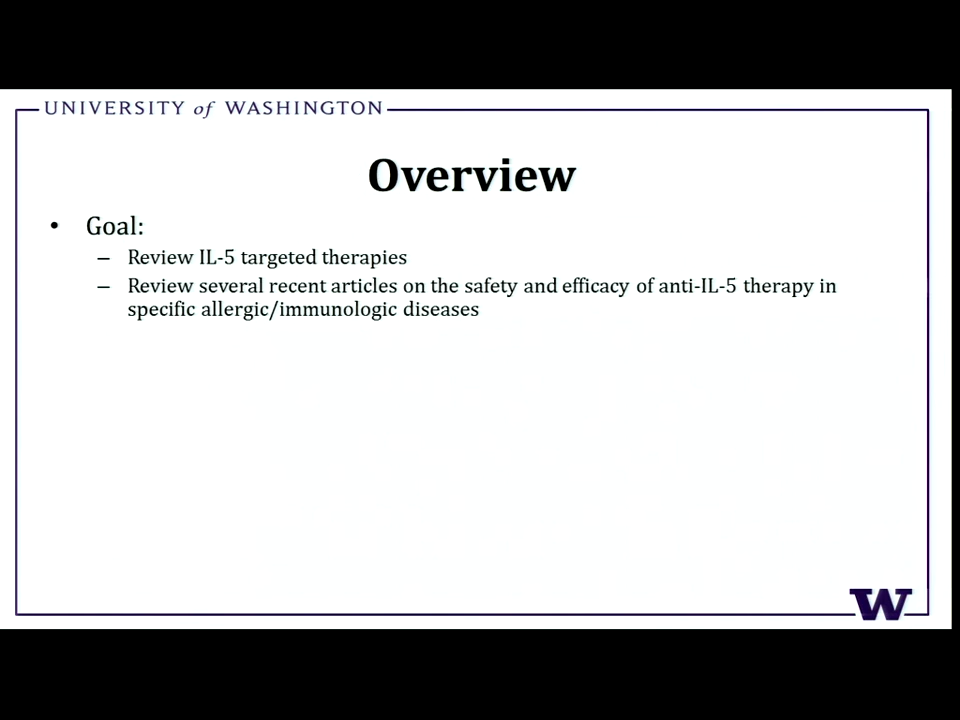 UNIVERSITY of WASHINGTON
Overview
• Goal:
– Review IL-5 targeted therapies
– Review several recent articles on the safety and efficacy of anti-IL-5 therapy in
specific allergic/immunologic diseases
W